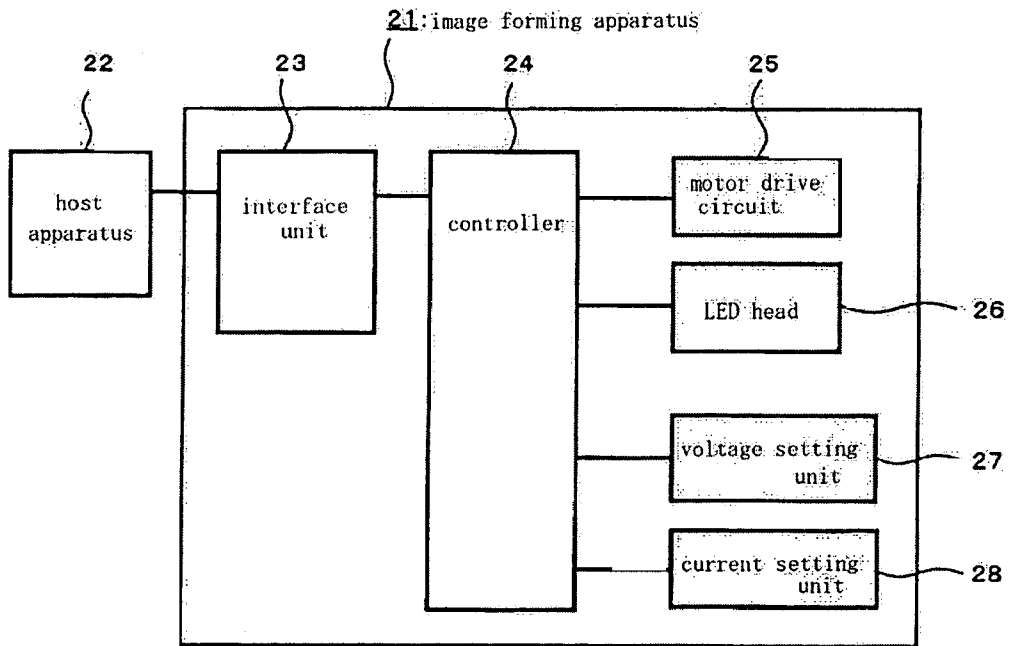 21:image forming apparatus
22
23
24
25
host
apparatus
interface
unit
controller
motor drive
circuit
LED head
26
voltage setting
unit
27
current setting
unit
28